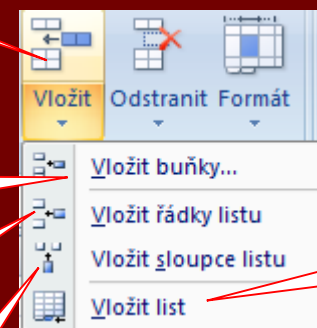 Vložit Odstranit Formát
Vložit buňky...
Vložit řádky listu
Vložit sloupce listu
Vložit list